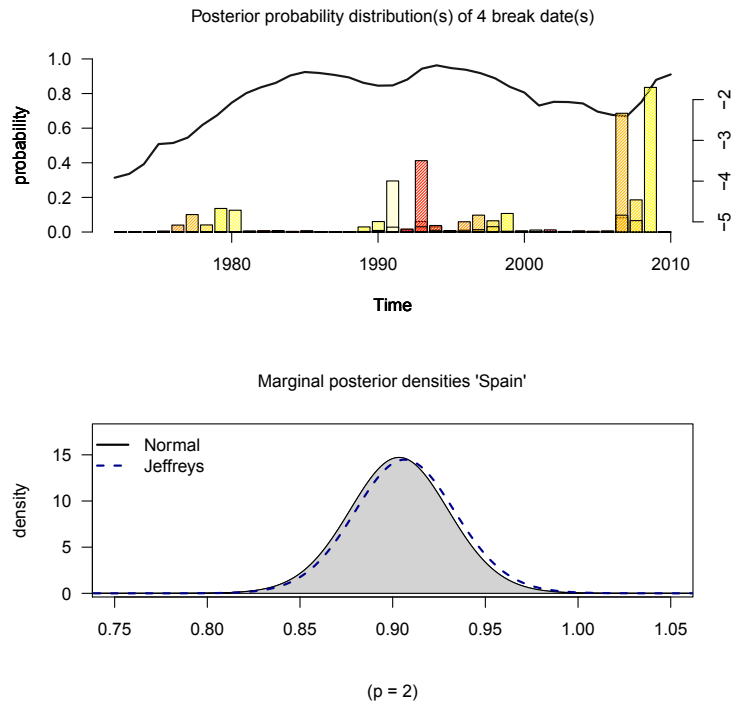 Posterior probability distribution(s) of 4 break date(s)
1.0
0.8
0.6
0.4
0.2
0.0
probability
−2
−3
−4
−5
1980 1990 2000 2010
Time
Marginal posterior densities 'Spain'
Normal
Jeffreys
15
10
5
0
density
0.75 0.80 0.85 0.90 0.95 1.00 1.05
(p = 2)